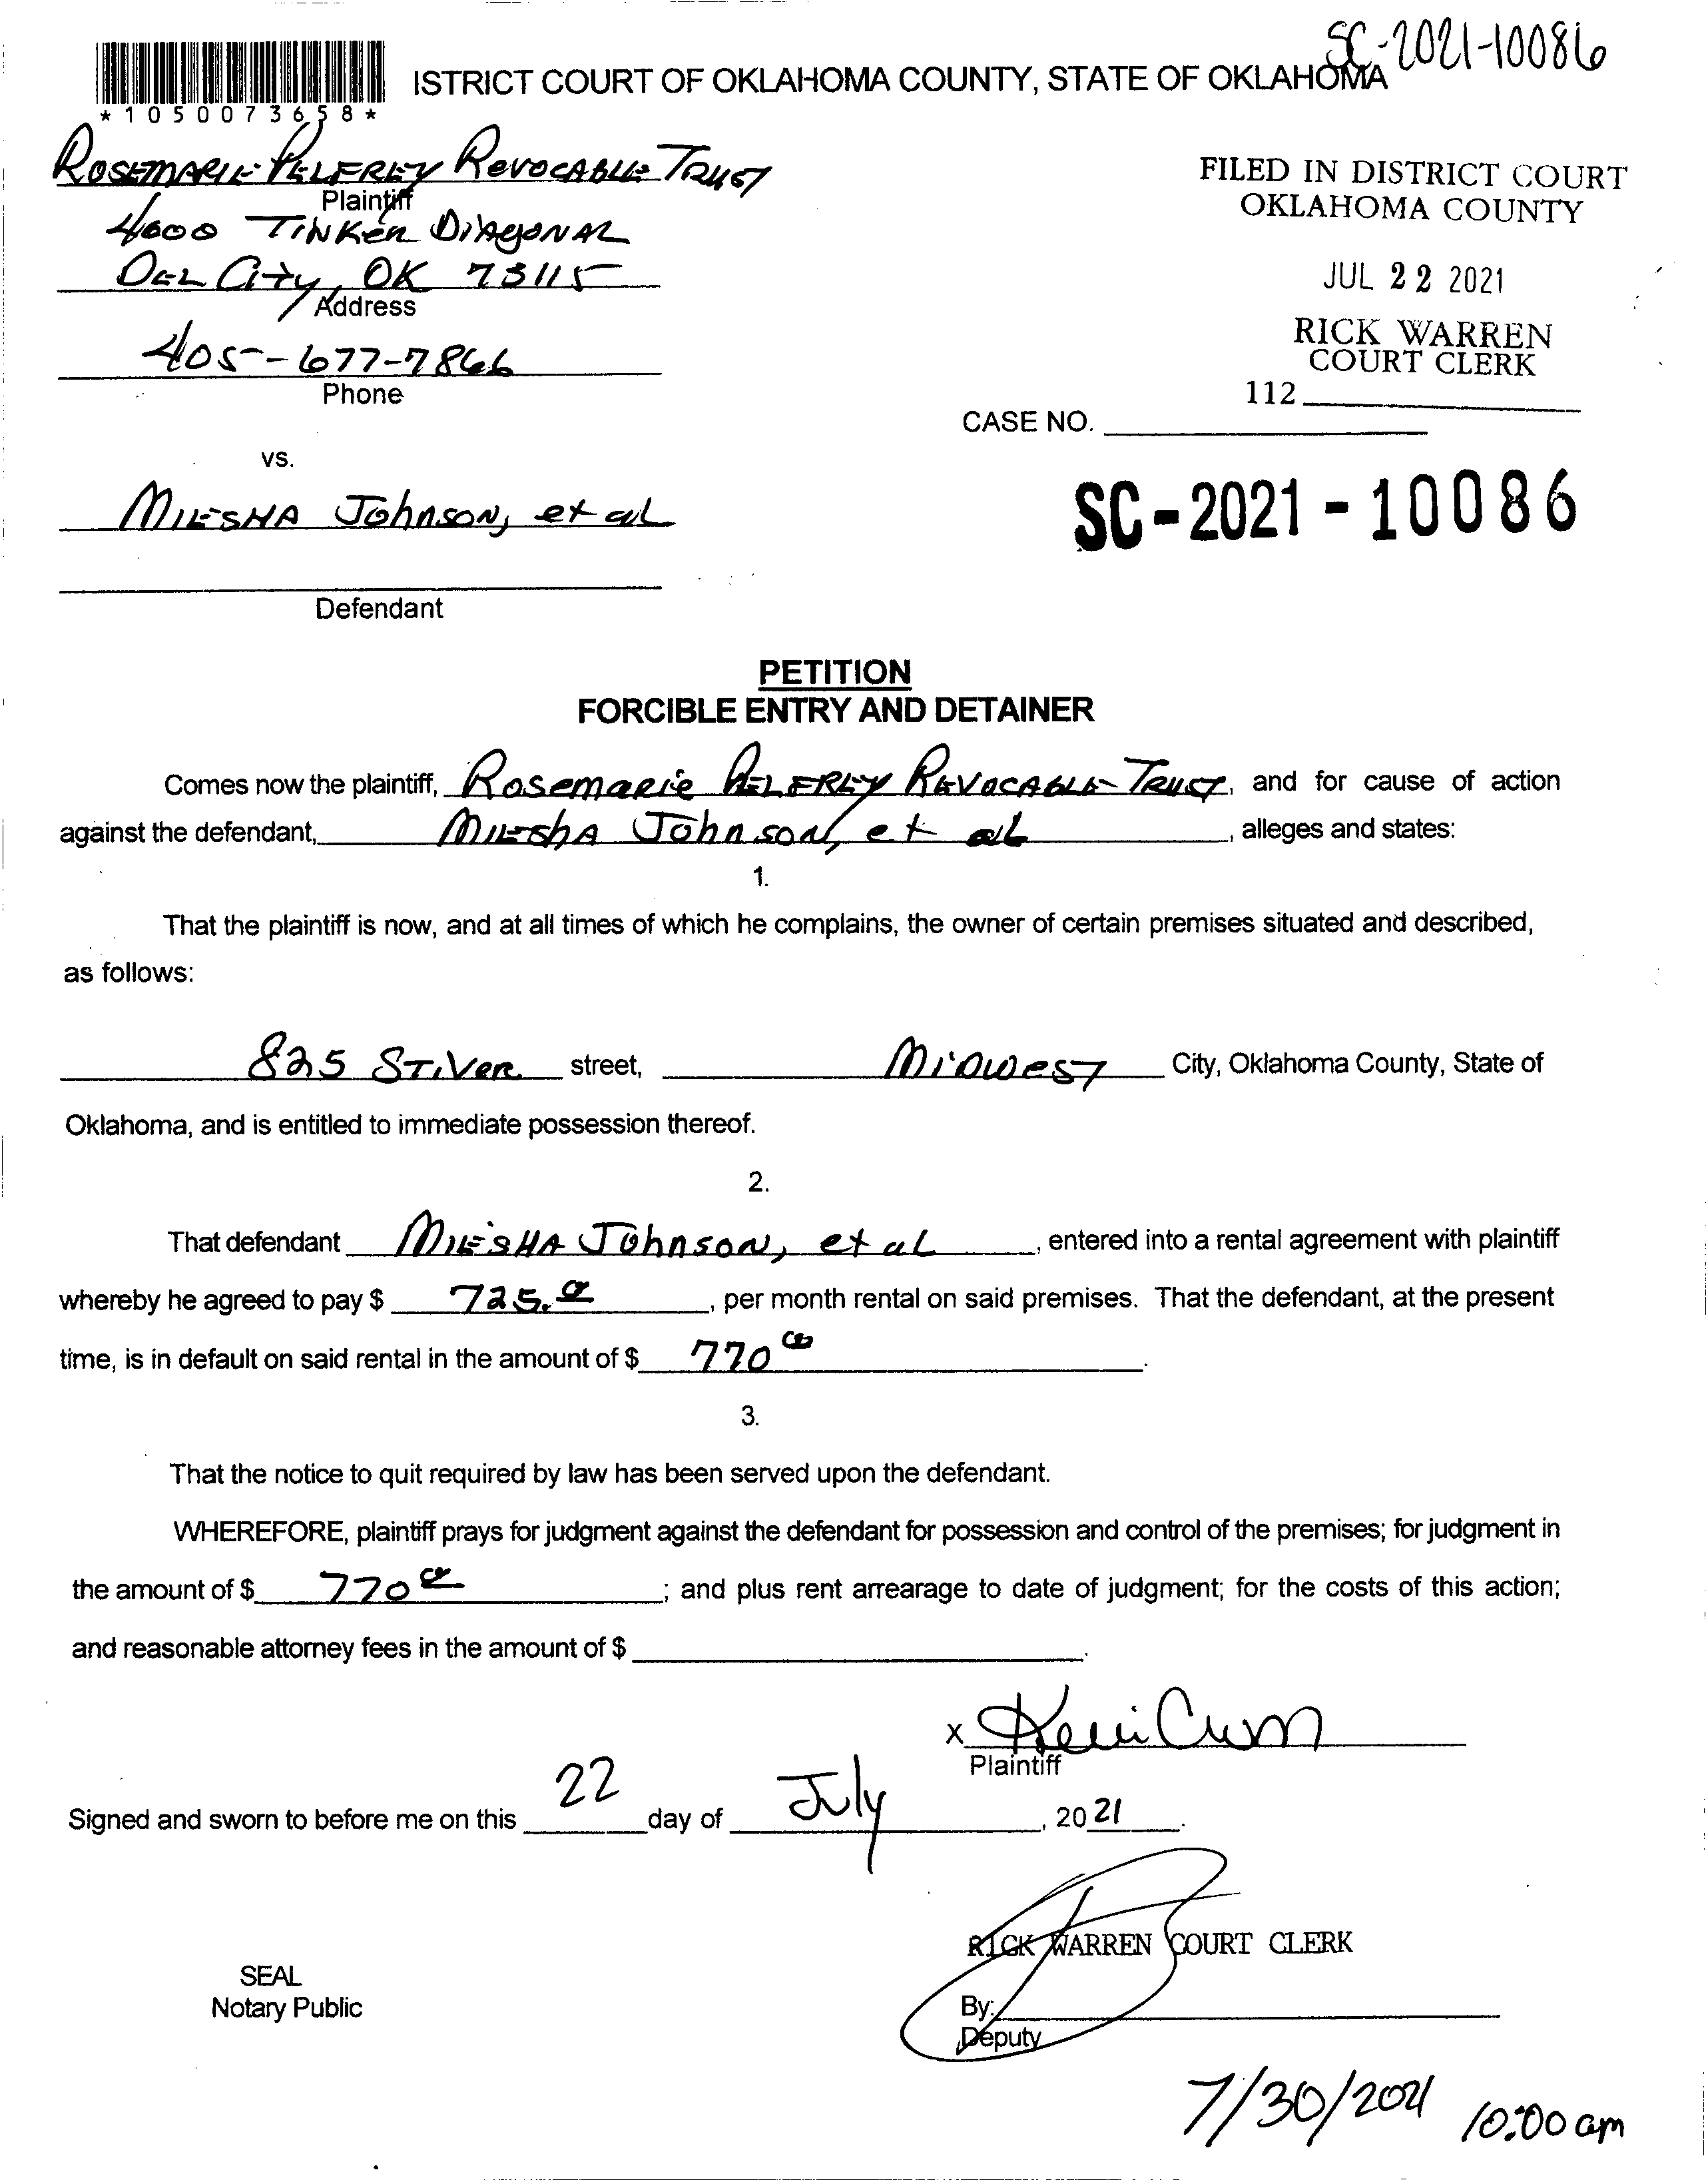 SC-2021-10086
ISTRICT COURT OF OKLAHOMA COUNTY, STATE OF OKLAHOMA
*1050073658*
ROSEMARIE PELFREY REVOCABLE TRUST
Plaintiff
4600 TINKER DIAGONAL
DEL CITY, OK 73115
Address
405-677-7866
Phone
FILED IN DISTRICT COURT
OKLAHOMA COUNTY
JUL 22 2021
RICK WARREN
COURT CLERK
112
CASE NO.
vs.
MIESHA JOHNSON, et al
SC-2021-10086
Defendant
PETITION
FORCIBLE ENTRY AND DETAINER
Comes now the plaintiff, Rosemarie PELFREY REVOCABLE TRUST, and for cause of action
against the defendant, MIESHA Johnson, et al, alleges and states:
1.
That the plaintiff is now, and at all times of which he complains, the owner of certain premises situated and described,
as follows:
825 STIVER street, MIDWEST City, Oklahoma County, State of
Oklahoma, and is entitled to immediate possession thereof.
2.
That defendant MIESHA Johnson, et al, entered into a rental agreement with plaintiff
whereby he agreed to pay $ 725.00, per month rental on said premises. That the defendant, at the present
time, is in default on said rental in the amount of $ 770 00.
3.
That the notice to quit required by law has been served upon the defendant.
WHEREFORE, plaintiff prays for judgment against the defendant for possession and control of the premises; for judgment in
the amount of $ 770 00; and plus rent arrearage to date of judgment; for the costs of this action;
and reasonable attorney fees in the amount of $ .
X
Plaintiff
Signed and sworn to before me on this 22 day of July, 2021.
RICK WARREN COURT CLERK
SEAL
Notary Public
By:
Deputy
7/30/2021 10:00 am